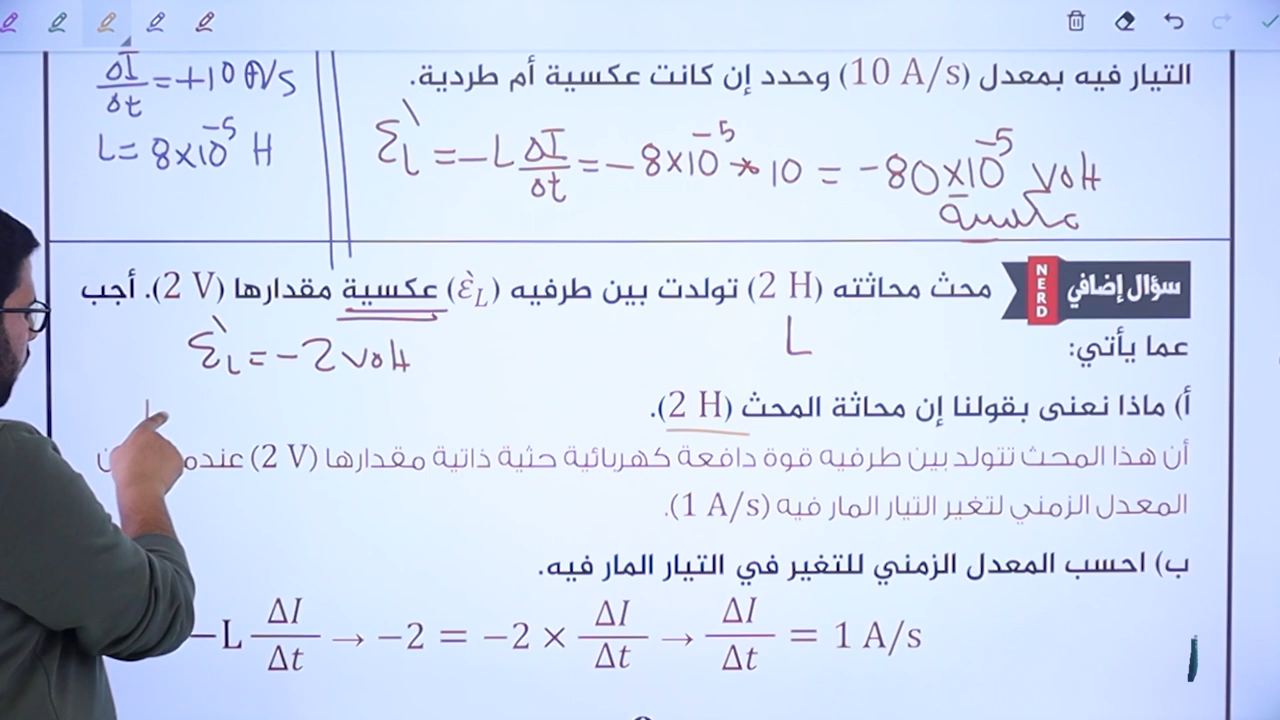 التيار فيه بمعدل (10 A/s) وحدد إن كانت عكسية أم طردية.
ΔI/Δt = +10 A/s
L = 8×10⁻⁵ H
ὲL = −L ΔI/Δt = −8×10⁻⁵ * 10 = −80×10⁻⁵ volt
عكسية
سؤال إضافي
NERD
محث محاثته (2 H) تولدت بين طرفيه (ὲL) عكسية مقدارها (2 V). أجب
عما يأتي:
L
ὲL = −2 volt
أ) ماذا نعنى بقولنا إن محاثة المحث (2 H).
أن هذا المحث تتولد بين طرفيه قوة دافعة كهربائية حثية ذاتية مقدارها (2 V)
المعدل الزمني لتغير التيار المار فيه (1 A/s).
ب) احسب المعدل الزمني للتغير في التيار المار فيه.
−L ΔI/Δt → −2 = −2 × ΔI/Δt → ΔI/Δt = 1 A/s